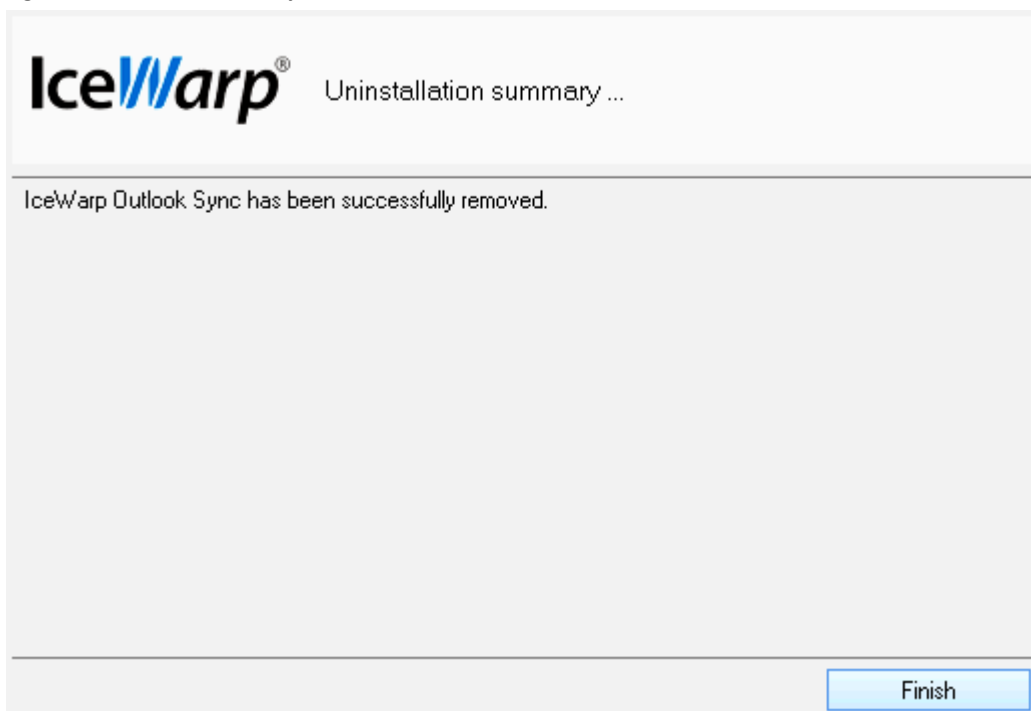 IceWarp® Uninstallation summary ...
IceWarp Outlook Sync has been successfully removed.
Finish